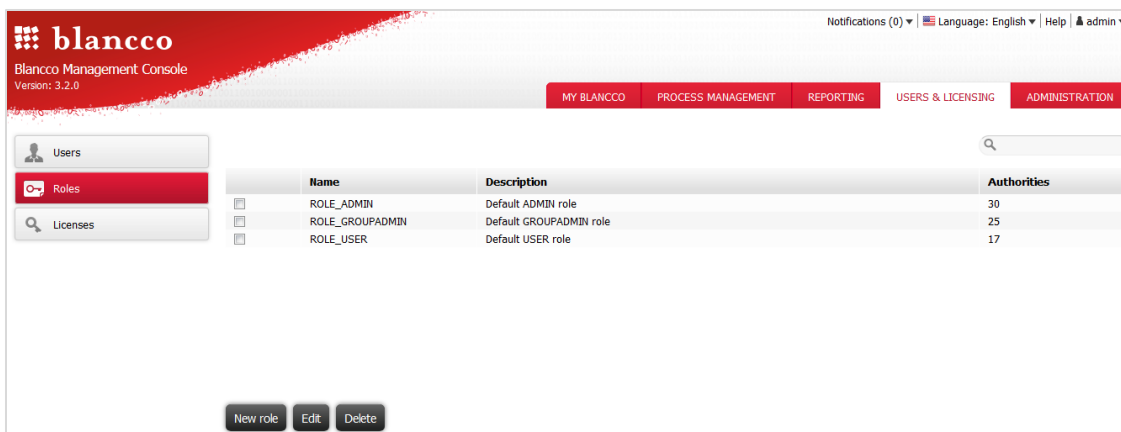 Notifications (0) Language: English Help admin
blancco
Blancco Management Console
Version: 3.2.0
MY BLANCCO PROCESS MANAGEMENT REPORTING USERS & LICENSING ADMINISTRATION
Users
Roles
Licenses
Name Description Authorities
ROLE_ADMIN Default ADMIN role 30
ROLE_GROUPADMIN Default GROUPADMIN role 25
ROLE_USER Default USER role 17
New role Edit Delete